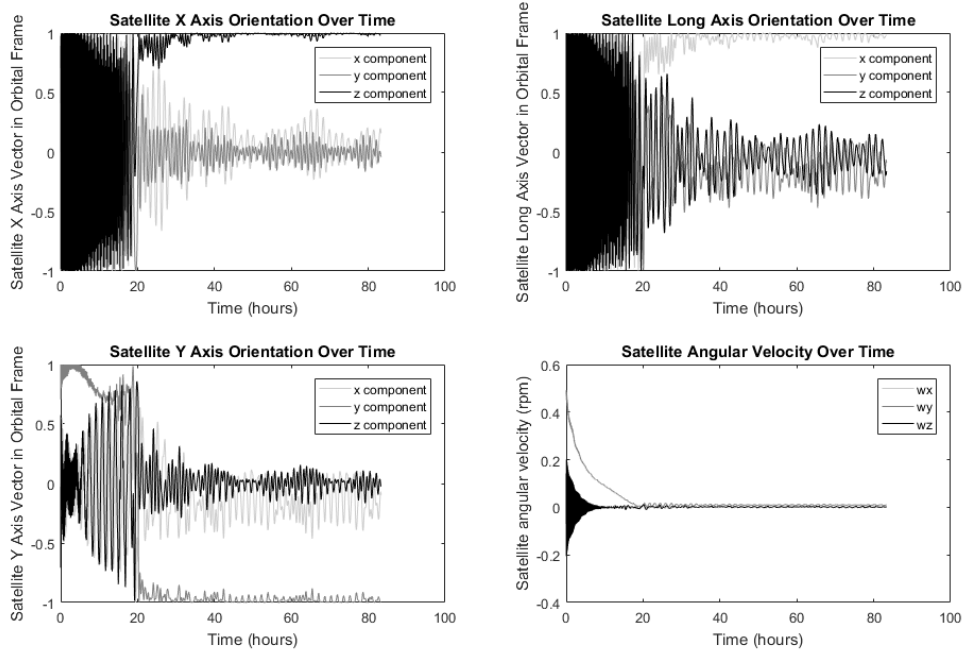 Satellite X Axis Orientation Over Time
Satellite X Axis Vector in Orbital Frame
1
0.5
0
-0.5
-1
x component
y component
z component
0
20
40
60
80
100
Time (hours)
Satellite Long Axis Orientation Over Time
Satellite Long Axis Vector in Orbital Frame
1
0.5
0
-0.5
-1
x component
y component
z component
0
20
40
60
80
100
Time (hours)
Satellite Y Axis Orientation Over Time
Satellite Y Axis Vector in Orbital Frame
1
0.5
0
-0.5
-1
x component
y component
z component
0
20
40
60
80
100
Time (hours)
Satellite Angular Velocity Over Time
Satellite angular velocity (rpm)
0.6
0.4
0.2
0
-0.2
-0.4
wx
wy
wz
0
20
40
60
80
100
Time (hours)